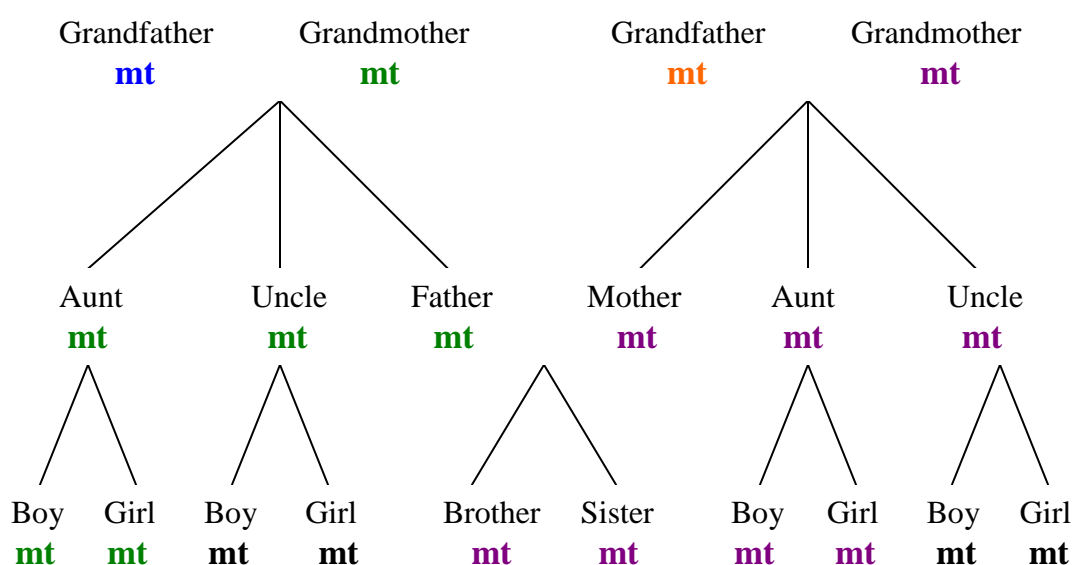 Grandfather Grandmother Grandfather Grandmother
mt mt mt mt
Aunt Uncle Father Mother Aunt Uncle
mt mt mt mt mt mt
Boy Girl Boy Girl Brother Sister Boy Girl Boy Girl
mt mt mt mt mt mt mt mt mt mt